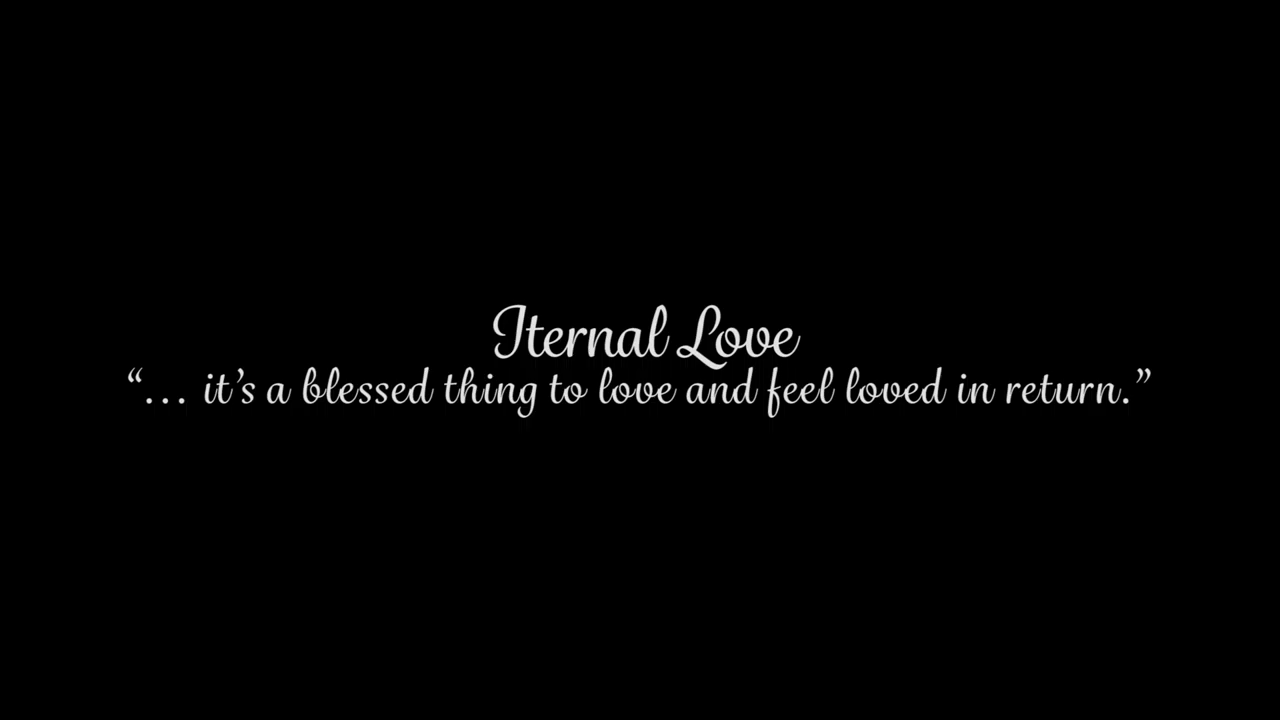 Iternal Love
“... it’s a blessed thing to love and feel loved in return.”